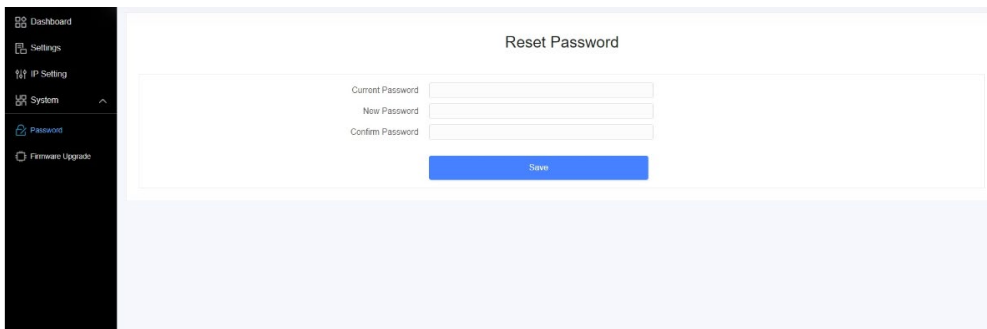 Dashboard
Settings
IP Setting
System
Password
Firmware Upgrade
Reset Password
Current Password
New Password
Confirm Password
Save